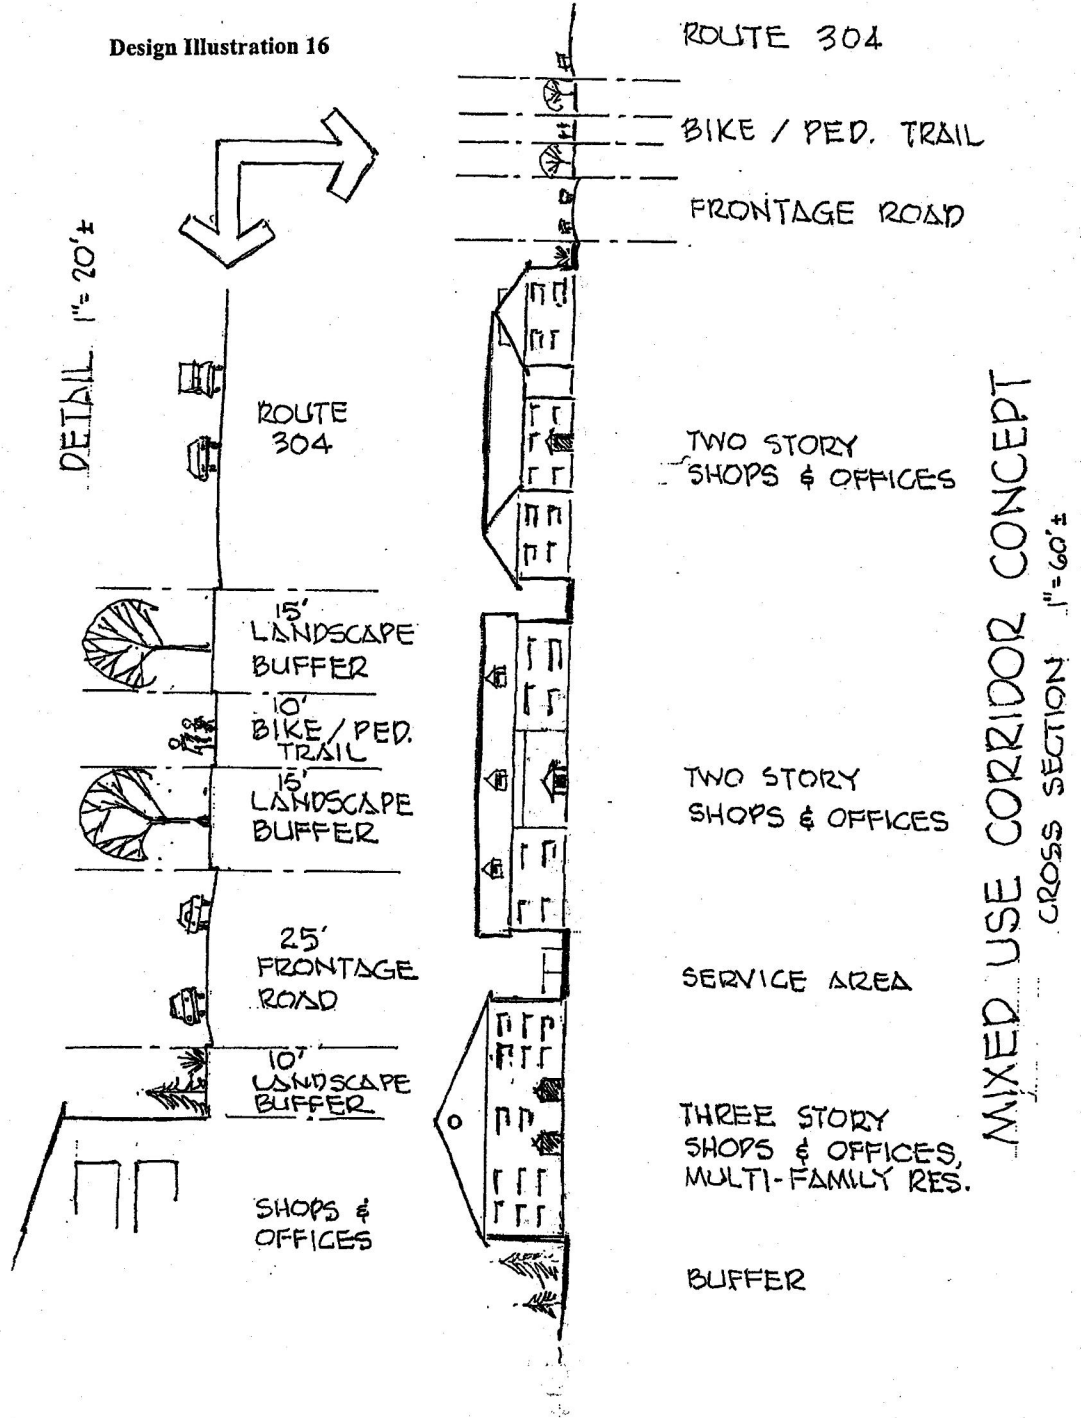 Design Illustration 16
DETAIL 1"= 20'±
ROUTE
304
15'
LANDSCAPE
BUFFER
10'
BIKE / PED.
TRAIL
15'
LANDSCAPE
BUFFER
25'
FRONTAGE
ROAD
10'
LANDSCAPE
BUFFER
SHOPS &
OFFICES
ROUTE 304
BIKE / PED. TRAIL
FRONTAGE ROAD
TWO STORY
SHOPS & OFFICES
TWO STORY
SHOPS & OFFICES
SERVICE AREA
THREE STORY
SHOPS & OFFICES,
MULTI-FAMILY RES.
BUFFER
MIXED USE CORRIDOR CONCEPT
CROSS SECTION 1"= 60'±